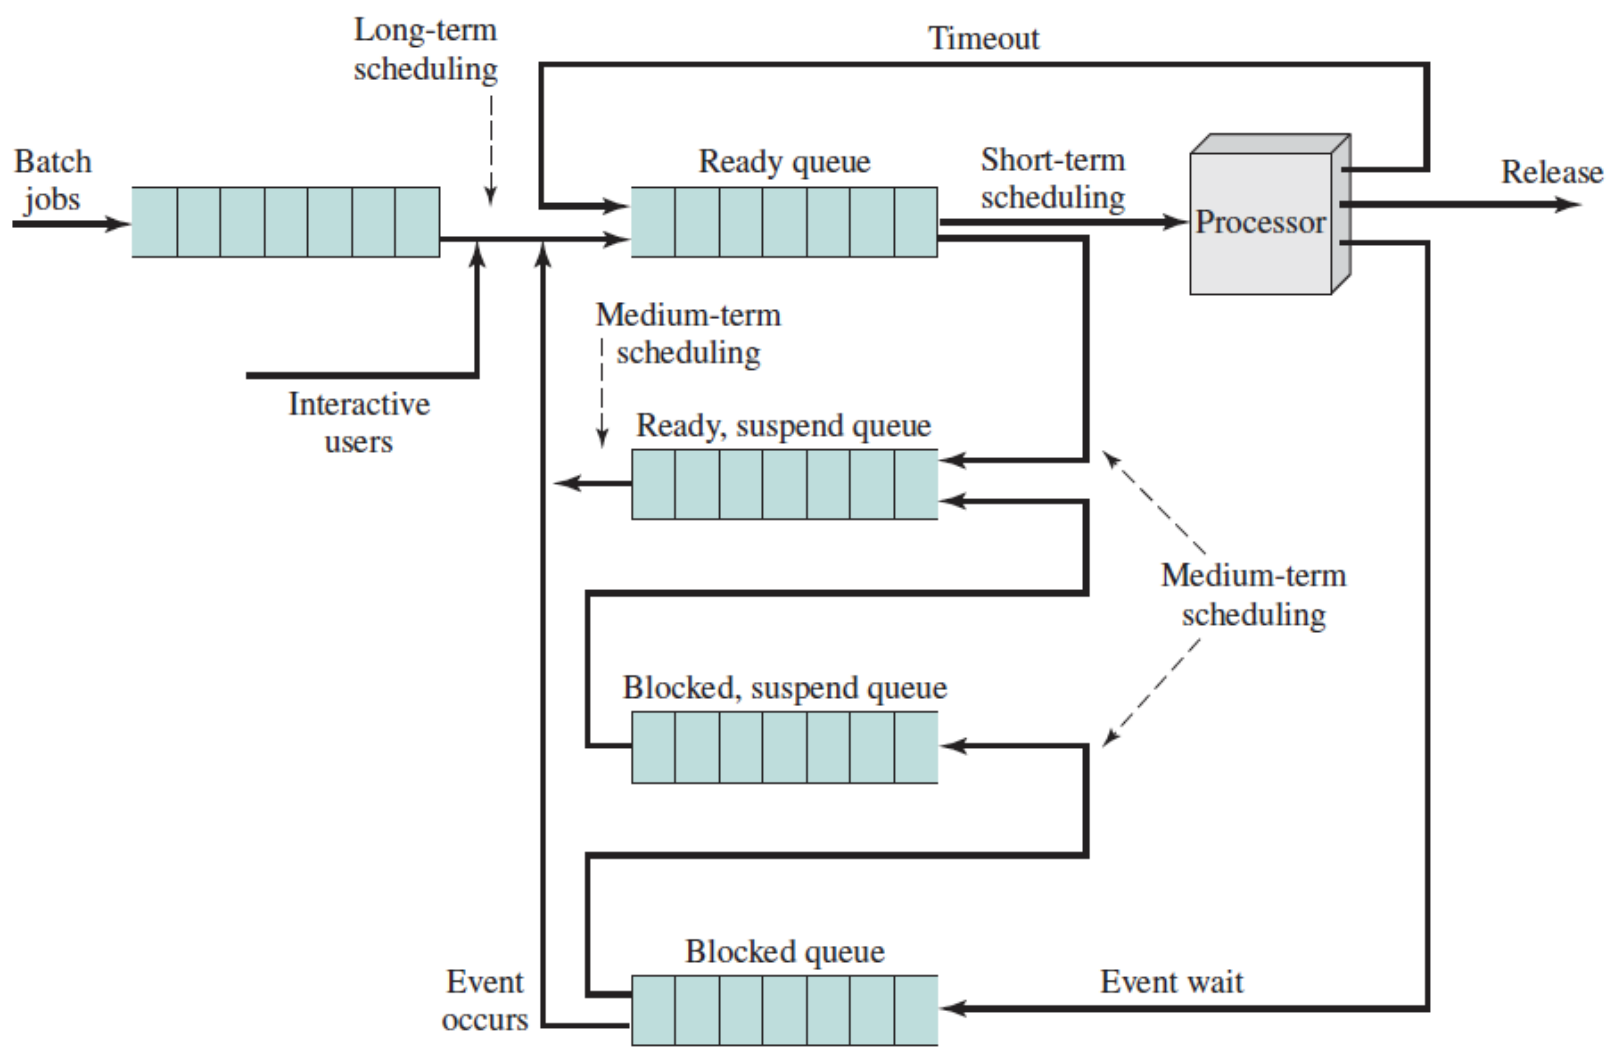 Long-term
scheduling
Timeout
Batch
jobs
Ready queue
Short-term
scheduling
Processor
Release
Interactive
users
Medium-term
scheduling
Ready, suspend queue
Medium-term
scheduling
Blocked, suspend queue
Blocked queue
Event
occurs
Event wait